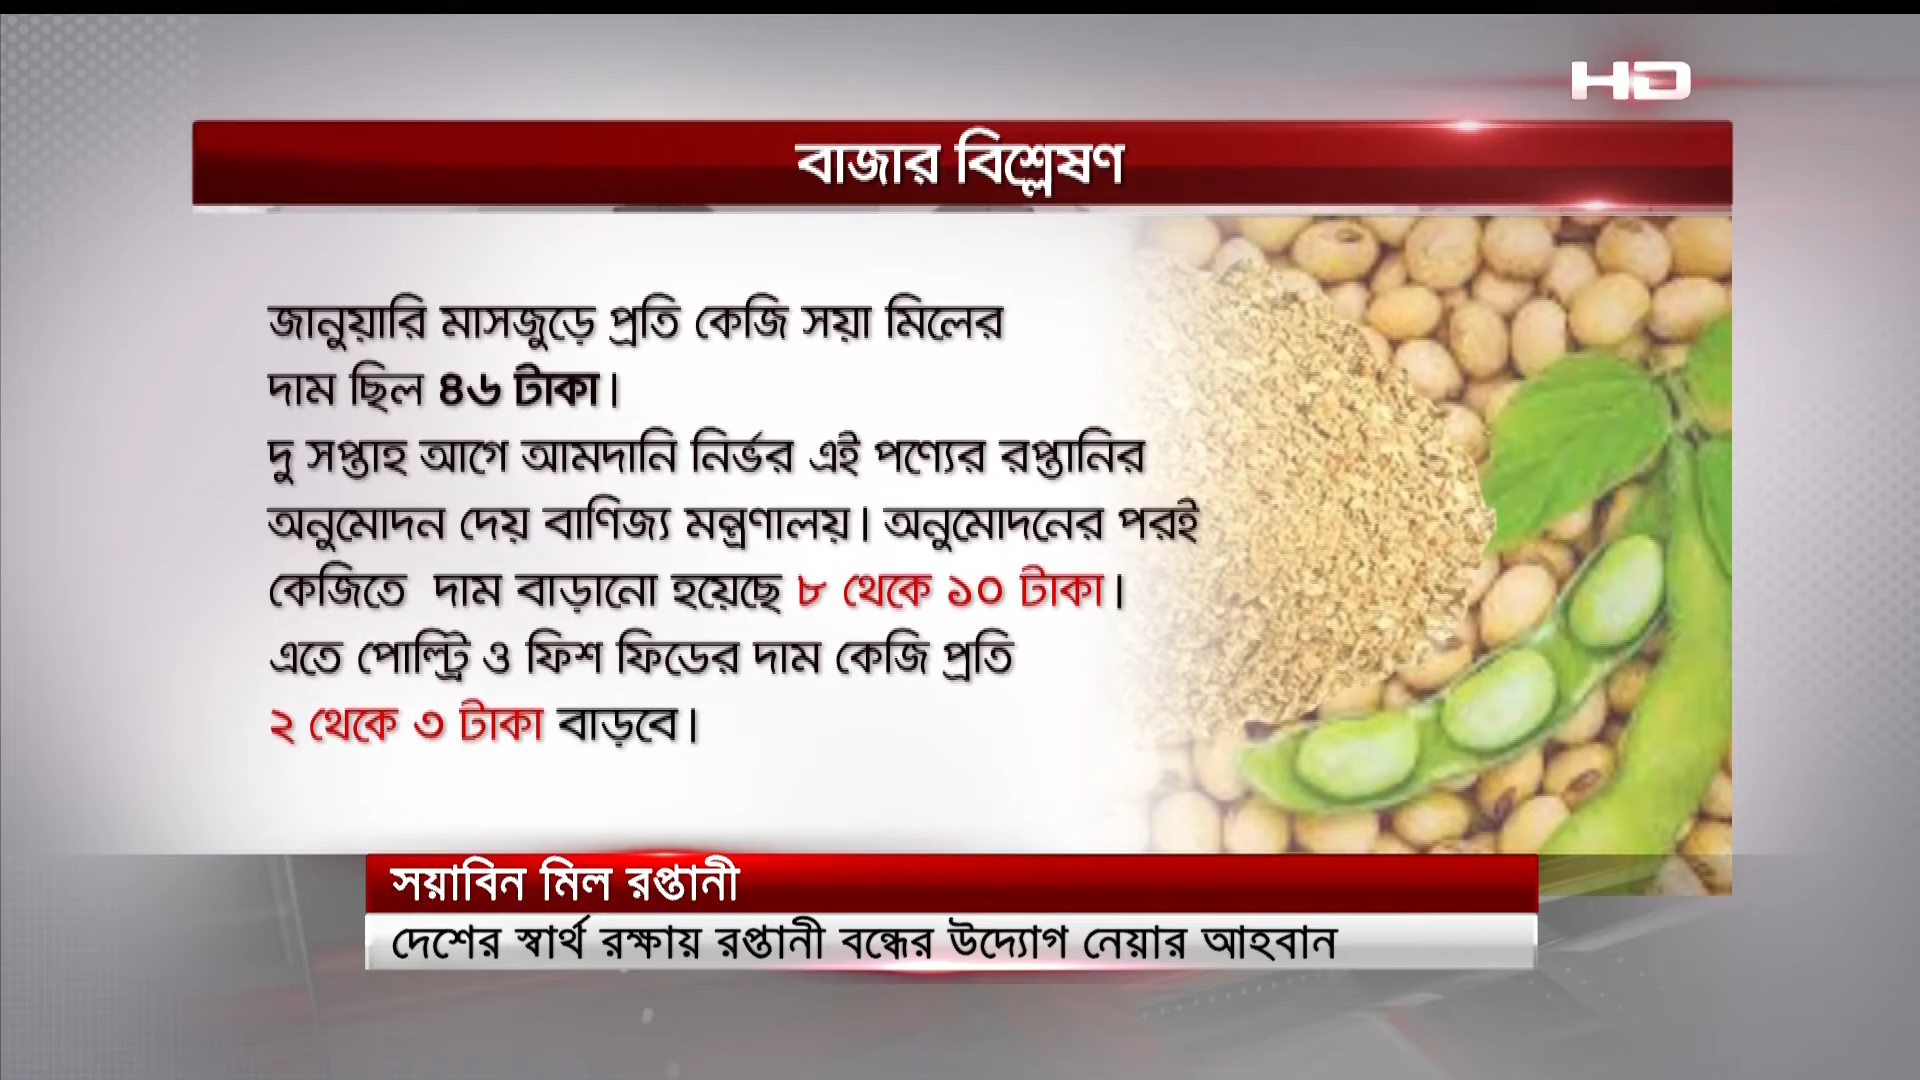 HD
বাজার বিশ্লেষণ
জানুয়ারি মাসজুড়ে প্রতি কেজি সয়া মিলের
দাম ছিল ৪৬ টাকা।
দু সপ্তাহ আগে আমদানি নির্ভর এই পণ্যের রপ্তানির
অনুমোদন দেয় বাণিজ্য মন্ত্রণালয়। অনুমোদনের পরই
কেজিতে দাম বাড়ানো হয়েছে ৮ থেকে ১০ টাকা।
এতে পোল্ট্রি ও ফিশ ফিডের দাম কেজি প্রতি
২ থেকে ৩ টাকা বাড়বে।
সয়াবিন মিল রপ্তানী
দেশের স্বার্থ রক্ষায় রপ্তানী বন্ধের উদ্যোগ নেয়ার আহবান